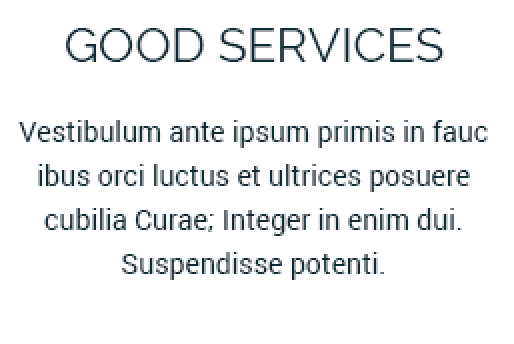 GOOD SERVICES
Vestibulum ante ipsum primis in fauc
ibus orci luctus et ultrices posuere
cubilia Curae; Integer in enim dui.
Suspendisse potenti.